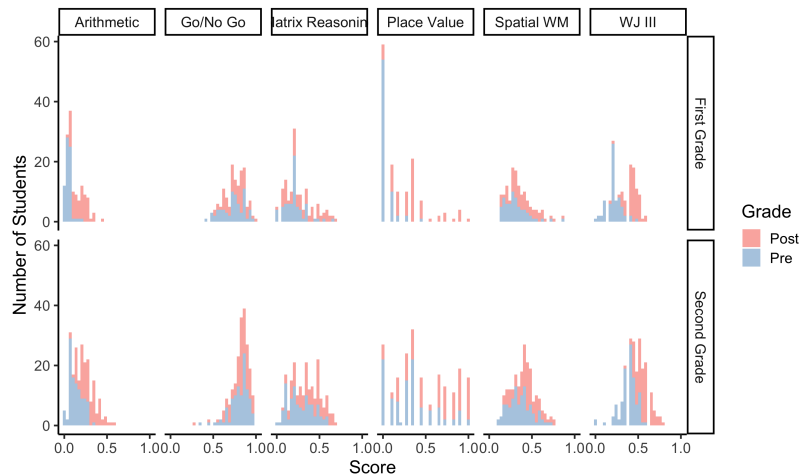 Arithmetic Go/No Go latrix Reasonin Place Value Spatial WM WJ III
60
40
20
0
First Grade
60
40
20
0
Second Grade
Number of Students
0.0 0.5 1.0 0.0 0.5 1.0 0.0 0.5 1.0 0.0 0.5 1.0 0.0 0.5 1.0 0.0 0.5 1.0
Score
Grade
Post
Pre